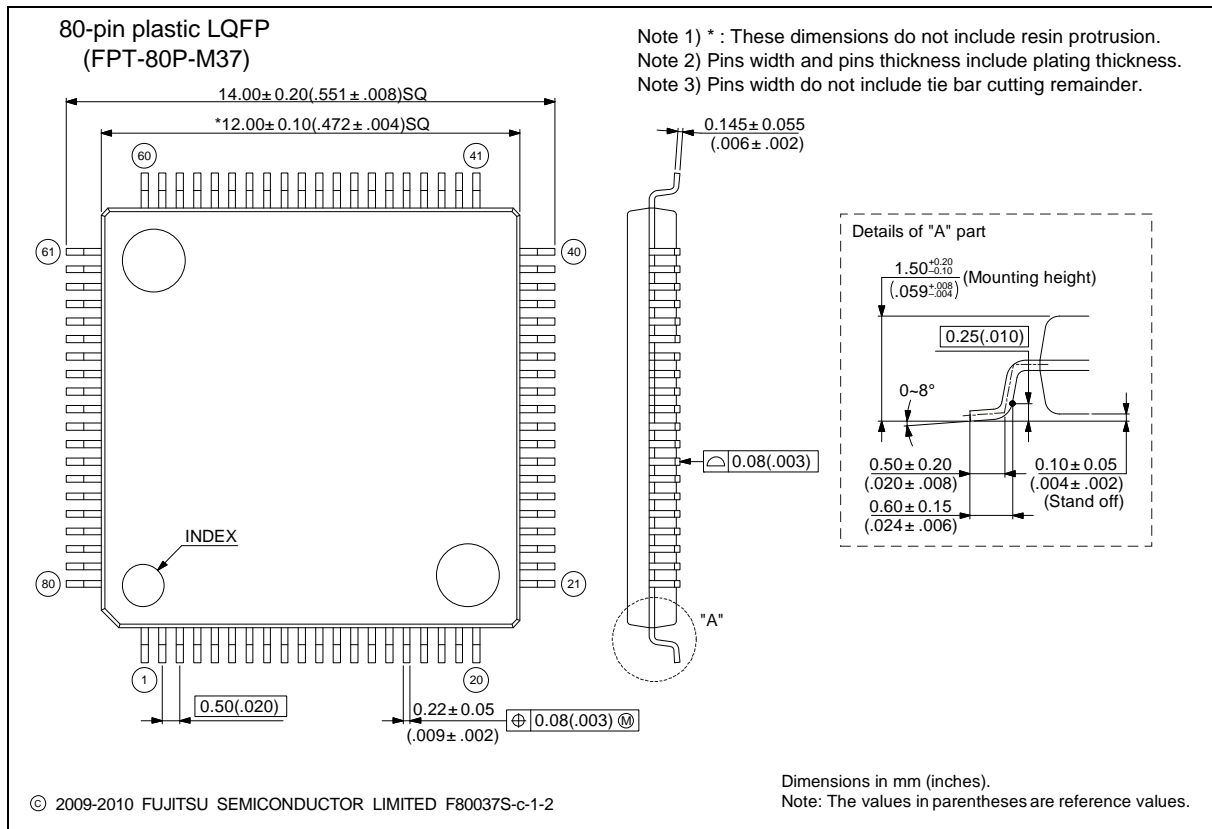 80-pin plastic LQFP
(FPT-80P-M37)
Note 1) * : These dimensions do not include resin protrusion.
Note 2) Pins width and pins thickness include plating thickness.
Note 3) Pins width do not include tie bar cutting remainder.
14.00±0.20(.551±.008)SQ
*12.00±0.10(.472±.004)SQ
0.145±0.055
(.006±.002)
60
41
61
40
Details of "A" part
1.50+0.20−0.10
(.059+.008−.004)
(Mounting height)
0.25(.010)
0~8°
0.08(.003)
0.50±0.20
(.020±.008)
0.10±0.05
(.004±.002)
(Stand off)
0.60±0.15
(.024±.006)
INDEX
80
21
"A"
1
20
0.50(.020)
0.22±0.05
(.009±.002)
⌖ 0.08(.003) Ⓜ
Dimensions in mm (inches).
Note: The values in parentheses are reference values.
© 2009-2010 FUJITSU SEMICONDUCTOR LIMITED F80037S-c-1-2